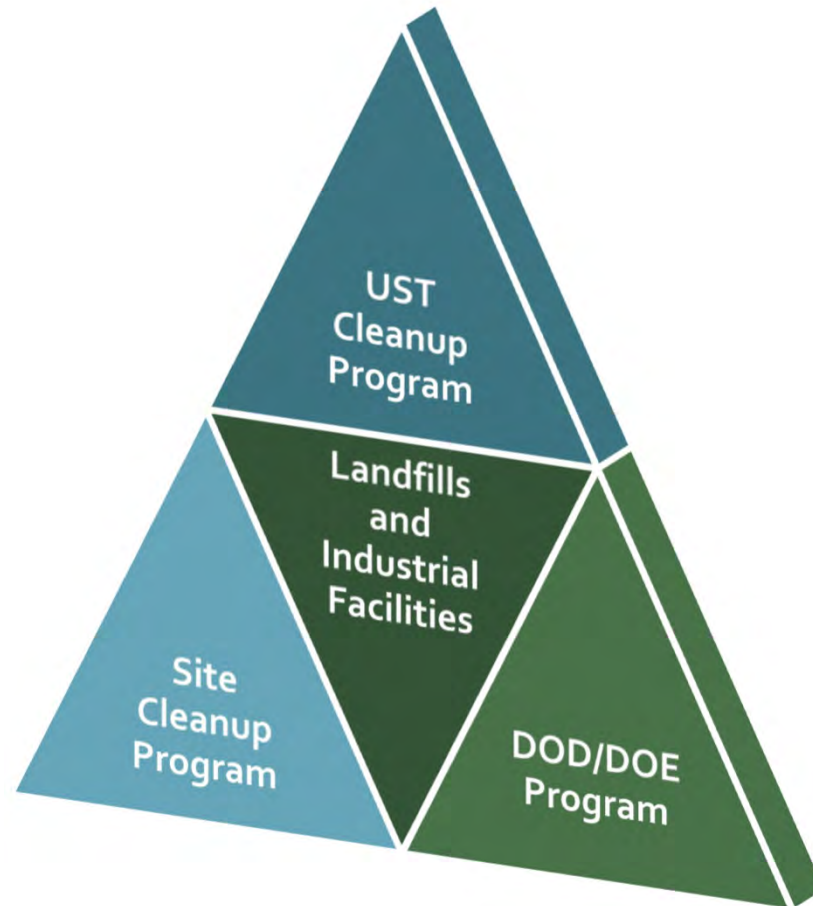 UST
Cleanup
Program
Landfills
and
Industrial
Facilities
Site
Cleanup
Program
DOD/DOE
Program